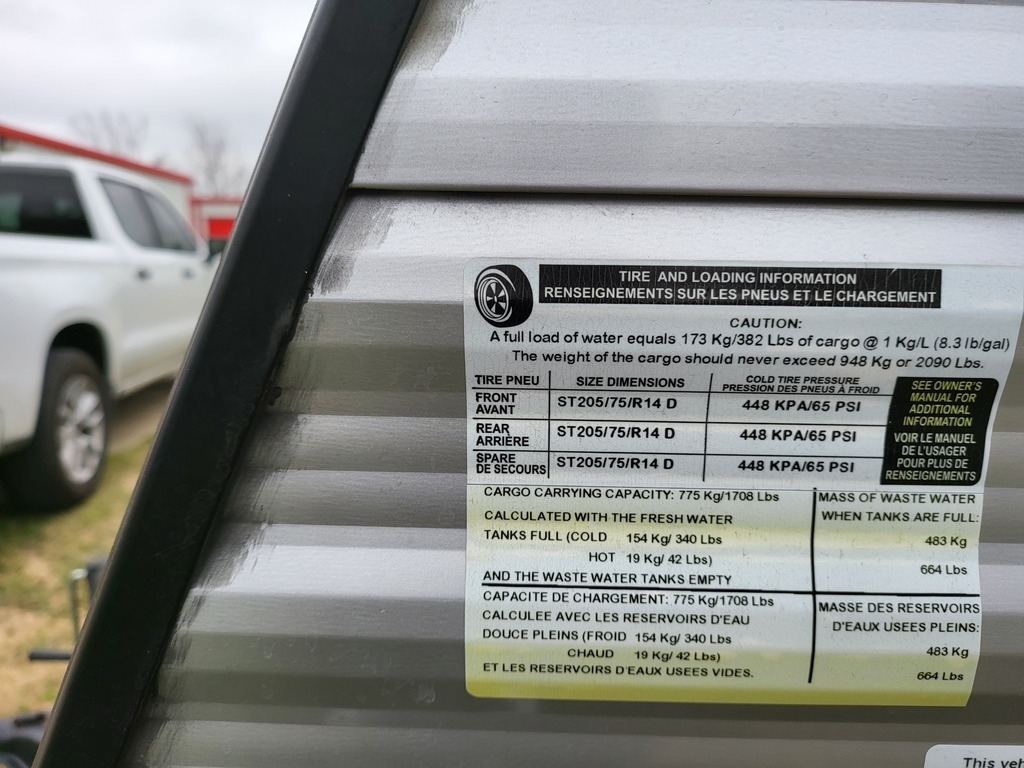 TIRE AND LOADING INFORMATION
RENSEIGNEMENTS SUR LES PNEUS ET LE CHARGEMENT
CAUTION:
A full load of water equals 173 Kg/382 Lbs of cargo @ 1 Kg/L (8.3 lb/gal)
The weight of the cargo should never exceed 948 Kg or 2090 Lbs.
TIRE PNEU SIZE DIMENSIONS COLD TIRE PRESSURE
PRESSION DES PNEUS À FROID
FRONT
AVANT ST205/75/R14 D 448 KPA/65 PSI
REAR
ARRIÈRE ST205/75/R14 D 448 KPA/65 PSI
SPARE
DE SECOURS ST205/75/R14 D 448 KPA/65 PSI
SEE OWNER'S
MANUAL FOR
ADDITIONAL
INFORMATION
VOIR LE MANUEL
DE L'USAGER
POUR PLUS DE
RENSEIGNEMENTS
CARGO CARRYING CAPACITY: 775 Kg/1708 Lbs
CALCULATED WITH THE FRESH WATER
TANKS FULL (COLD 154 Kg/ 340 Lbs
HOT 19 Kg/ 42 Lbs)
AND THE WASTE WATER TANKS EMPTY
MASS OF WASTE WATER
WHEN TANKS ARE FULL:
483 Kg
664 Lbs
CAPACITE DE CHARGEMENT: 775 Kg/1708 Lbs
CALCULEE AVEC LES RESERVOIRS D'EAU
DOUCE PLEINS (FROID 154 Kg/ 340 Lbs
CHAUD 19 Kg/ 42 Lbs)
ET LES RESERVOIRS D'EAUX USEES VIDES.
MASSE DES RESERVOIRS
D'EAUX USEES PLEINS:
483 Kg
664 Lbs
This